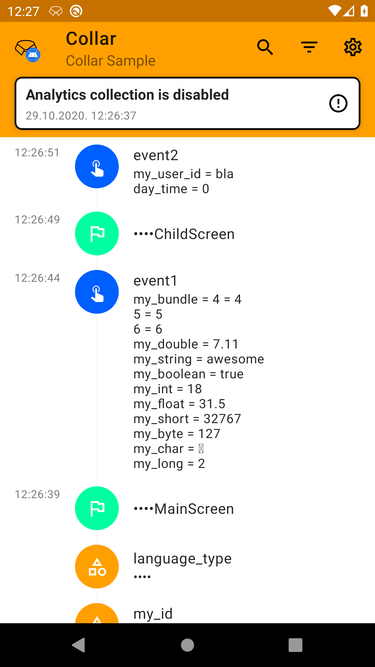 12:27
Collar
Collar Sample
Analytics collection is disabled
29.10.2020. 12:26:37
12:26:51
event2
my_user_id = bla
day_time = 0
12:26:49
••••ChildScreen
12:26:44
event1
my_bundle = 4 = 4
5 = 5
6 = 6
my_double = 7.11
my_string = awesome
my_boolean = true
my_int = 18
my_float = 31.5
my_short = 32767
my_byte = 127
my_char = 
my_long = 2
12:26:39
••••MainScreen
language_type
••••
my_id